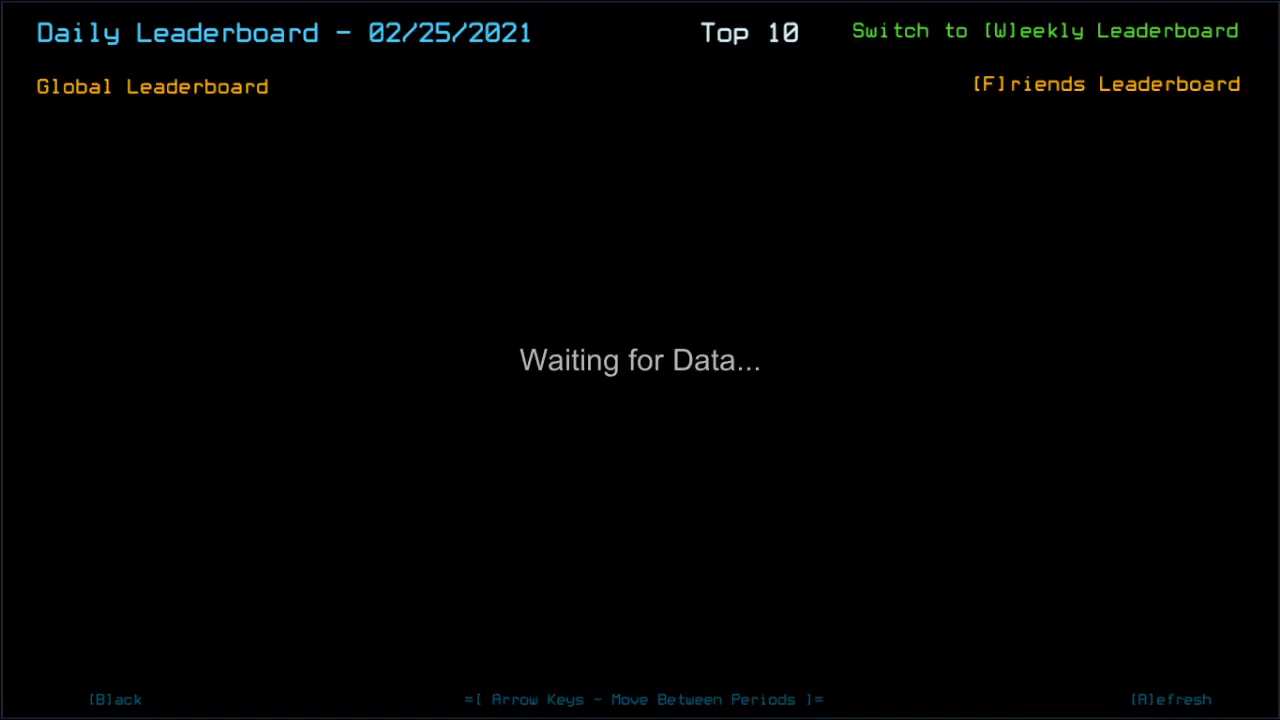 Daily Leaderboard - 02/25/2021
Top 10
Switch to [W]eekly Leaderboard
Global Leaderboard
[F]riends Leaderboard
Waiting for Data...
[B]ack
=[ Arrow Keys - Move Between Periods ]=
[R]efresh